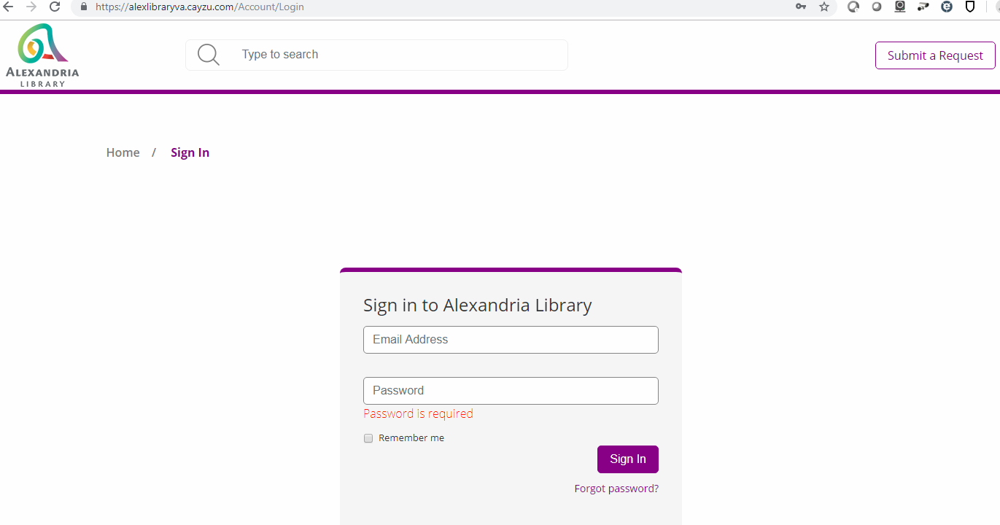 https://alexlibraryva.cayzu.com/Account/Login
ALEXANDRIA
LIBRARY
Type to search
Submit a Request
Home / Sign In
Sign in to Alexandria Library
Email Address
Password
Password is required
Remember me
Sign In
Forgot password?